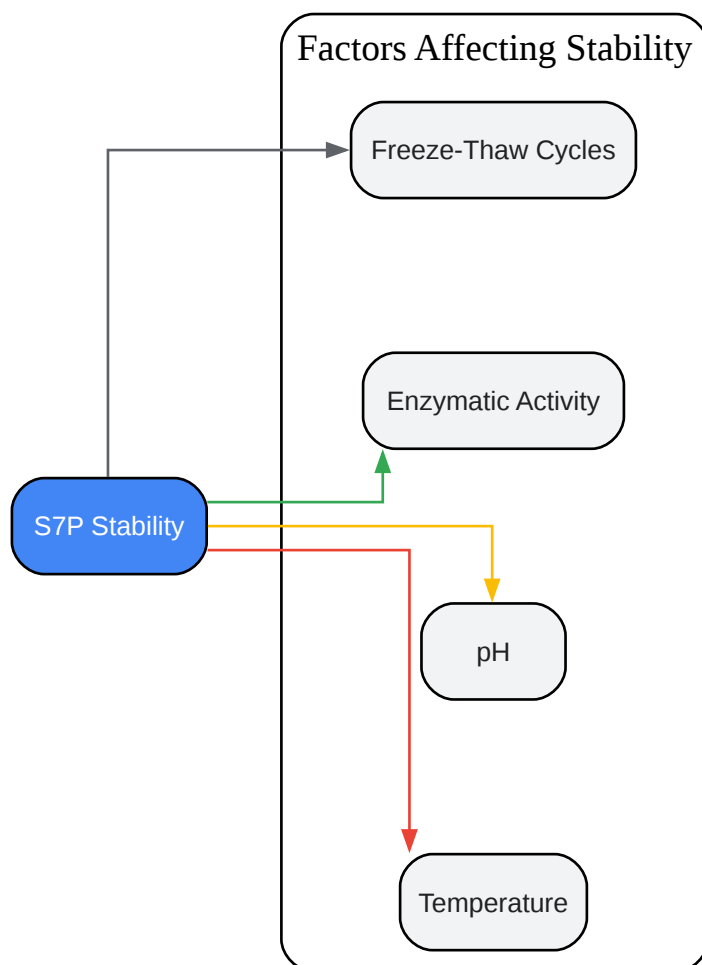 Factors Affecting Stability
Freeze-Thaw Cycles
Enzymatic Activity
S7P Stability
pH
Temperature